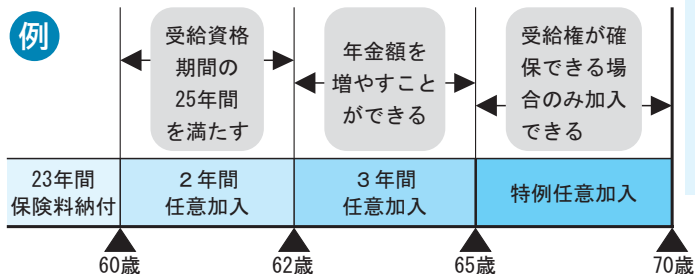 例
受給資格
期間の
25年間
を満たす
年金額を
増やすこと
ができる
受給権が確
保できる場
合のみ加入
できる
23年間
保険料納付
２年間
任意加入
３年間
任意加入
特例任意加入
60歳
62歳
65歳
70歳